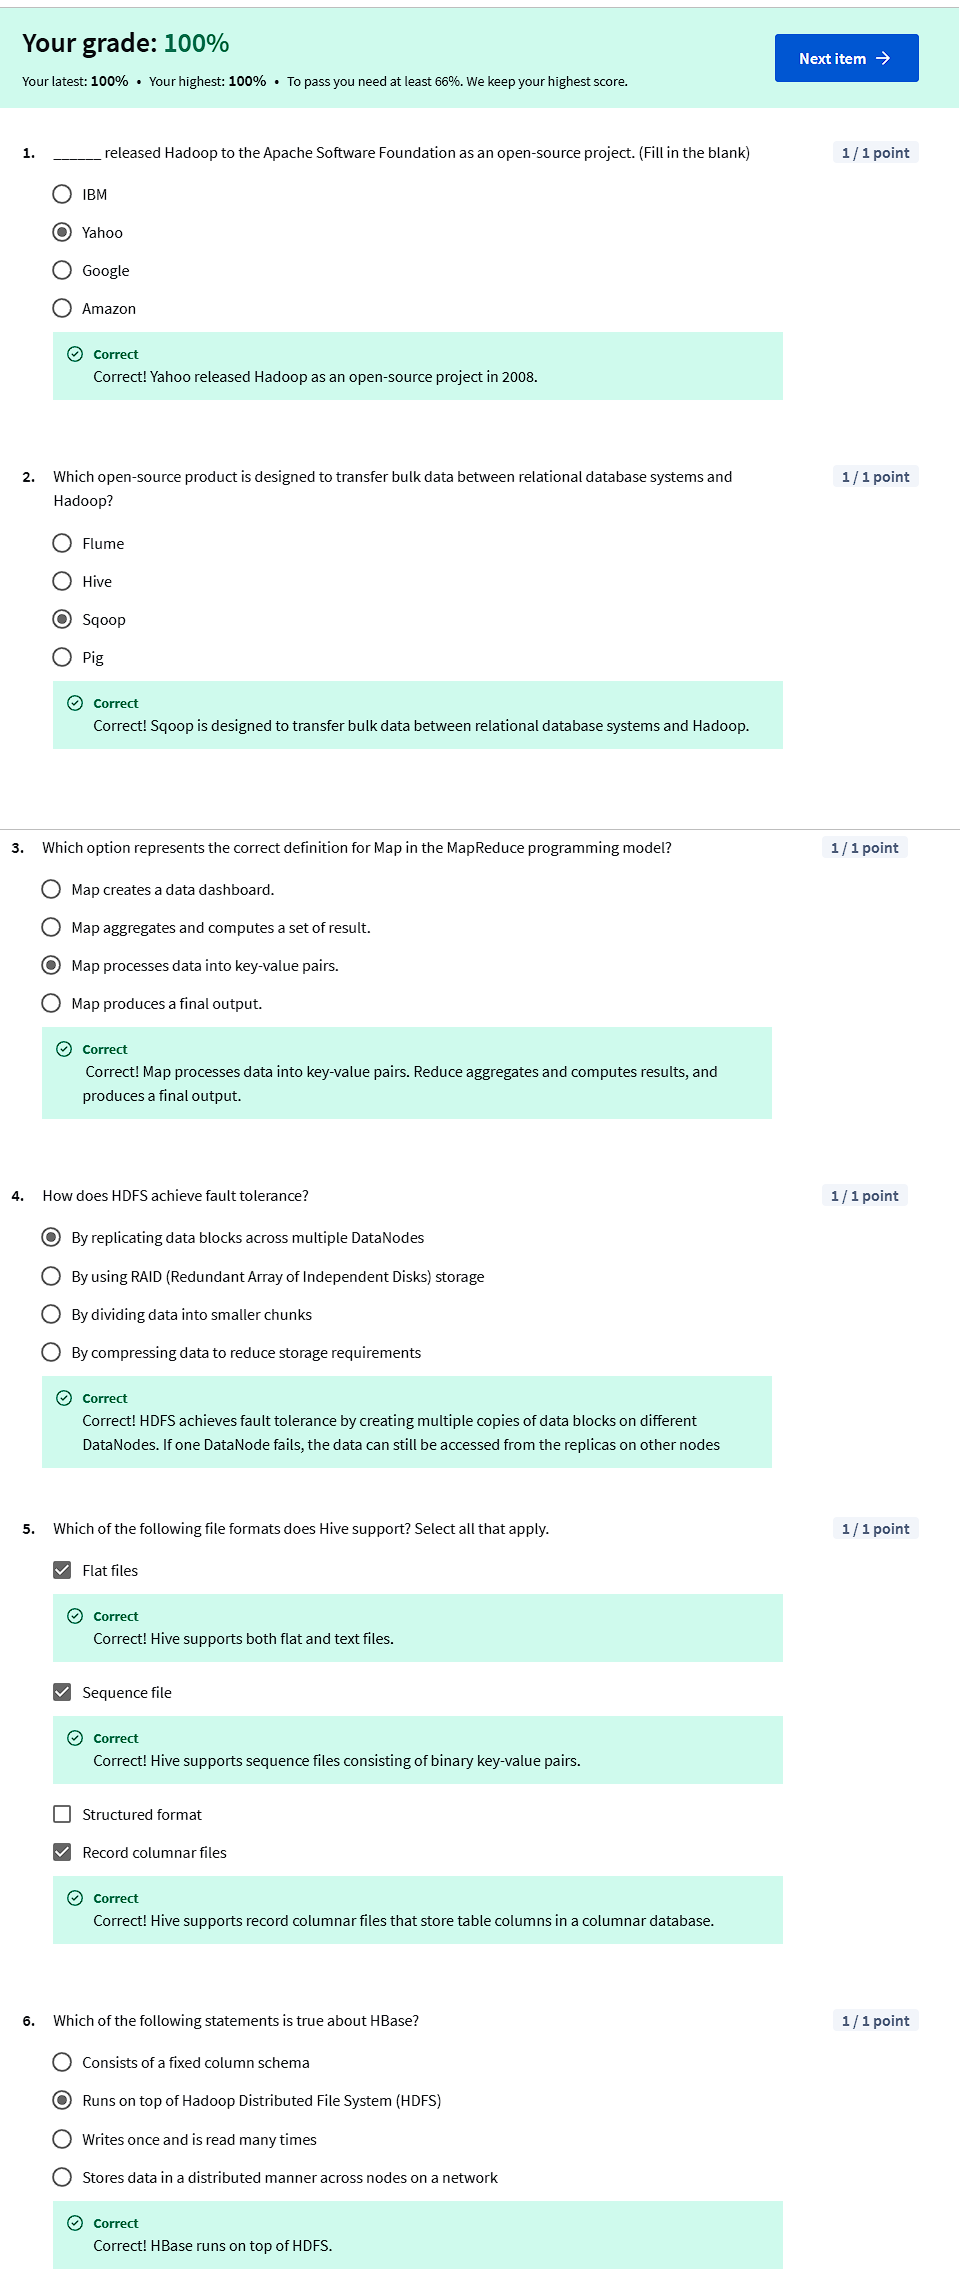 Your grade: 100%
Next item →
Your latest: 100% • Your highest: 100% • To pass you need at least 66%. We keep your highest score.
1. ______ released Hadoop to the Apache Software Foundation as an open-source project. (Fill in the blank) 1 / 1 point
IBM
Yahoo
Google
Amazon
Correct
Correct! Yahoo released Hadoop as an open-source project in 2008.
2. Which open-source product is designed to transfer bulk data between relational database systems and 1 / 1 point
Hadoop?
Flume
Hive
Sqoop
Pig
Correct
Correct! Sqoop is designed to transfer bulk data between relational database systems and Hadoop.
3. Which option represents the correct definition for Map in the MapReduce programming model? 1 / 1 point
Map creates a data dashboard.
Map aggregates and computes a set of result.
Map processes data into key-value pairs.
Map produces a final output.
Correct
Correct! Map processes data into key-value pairs. Reduce aggregates and computes results, and
produces a final output.
4. How does HDFS achieve fault tolerance? 1 / 1 point
By replicating data blocks across multiple DataNodes
By using RAID (Redundant Array of Independent Disks) storage
By dividing data into smaller chunks
By compressing data to reduce storage requirements
Correct
Correct! HDFS achieves fault tolerance by creating multiple copies of data blocks on different
DataNodes. If one DataNode fails, the data can still be accessed from the replicas on other nodes
5. Which of the following file formats does Hive support? Select all that apply. 1 / 1 point
Flat files
Correct
Correct! Hive supports both flat and text files.
Sequence file
Correct
Correct! Hive supports sequence files consisting of binary key-value pairs.
Structured format
Record columnar files
Correct
Correct! Hive supports record columnar files that store table columns in a columnar database.
6. Which of the following statements is true about HBase? 1 / 1 point
Consists of a fixed column schema
Runs on top of Hadoop Distributed File System (HDFS)
Writes once and is read many times
Stores data in a distributed manner across nodes on a network
Correct
Correct! HBase runs on top of HDFS.